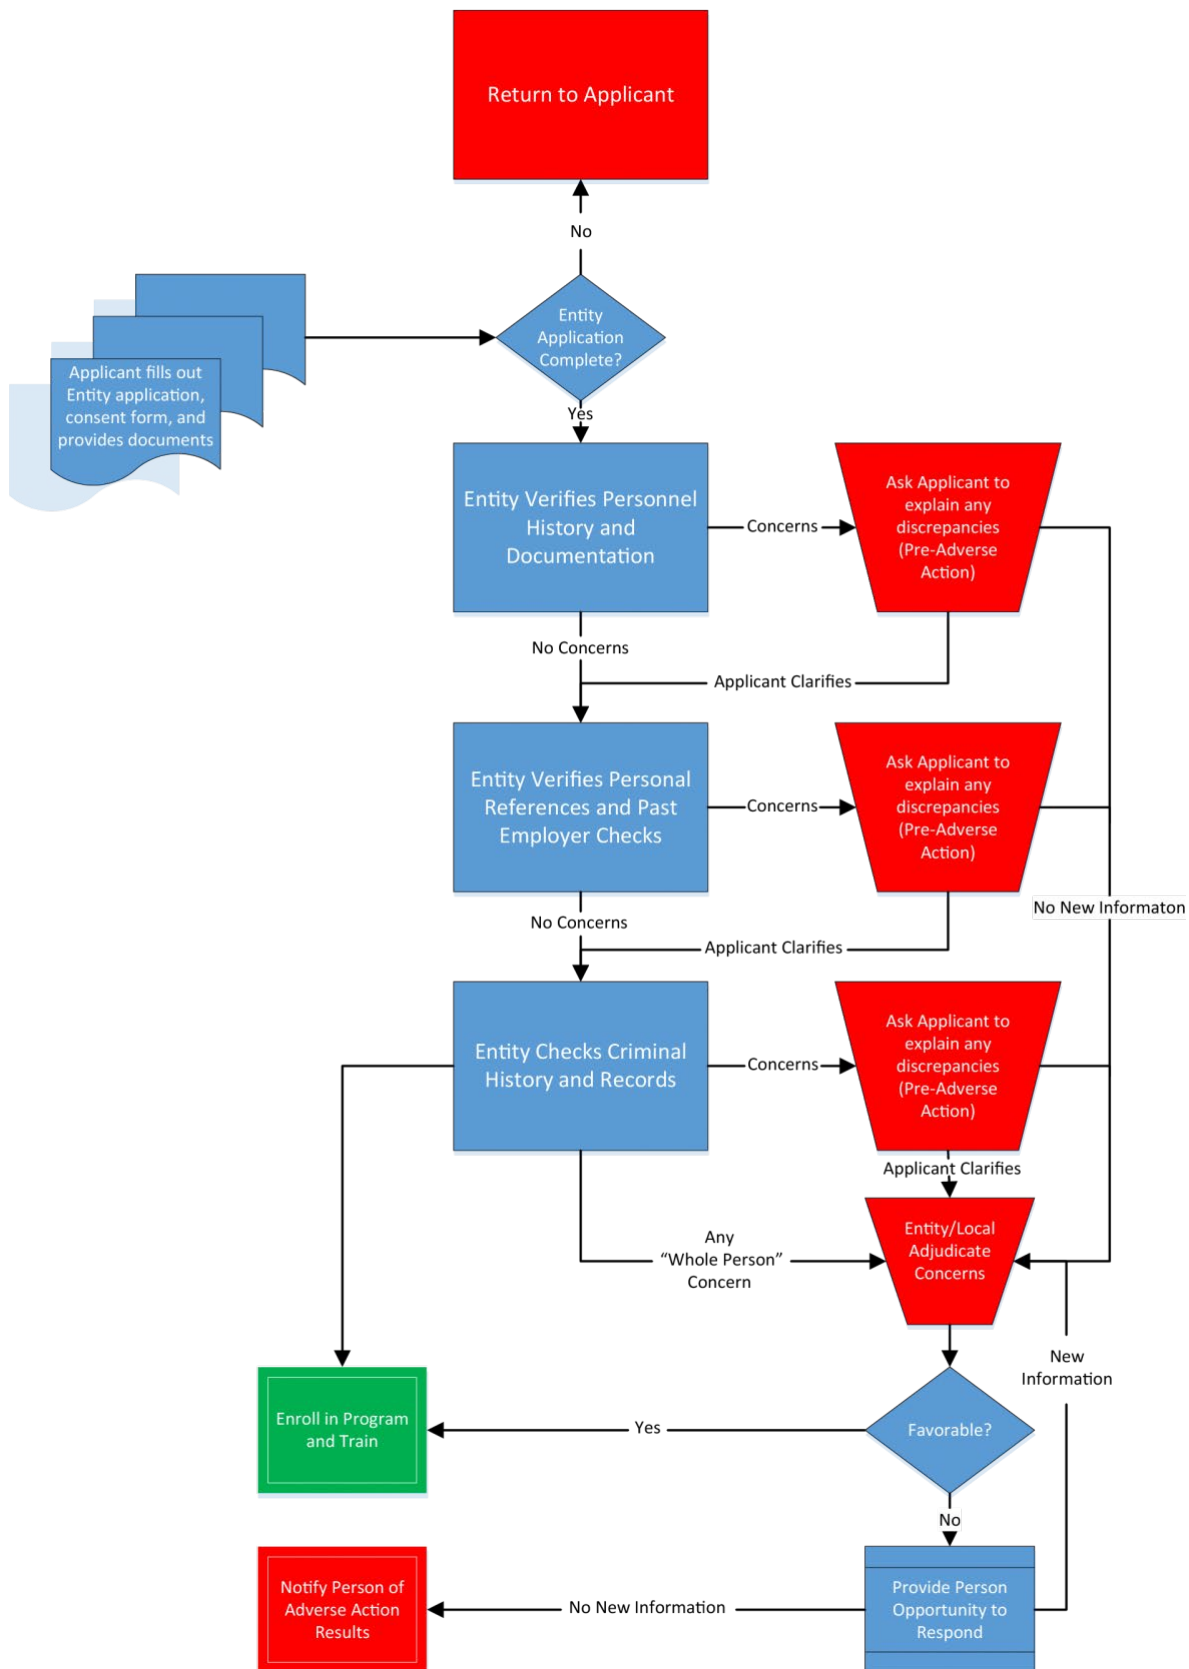 Return to Applicant
No
Entity
Application
Complete?
Applicant fills out
Entity application,
consent form, and
provides documents
Yes
Entity Verifies Personnel
History and
Documentation
Concerns
Ask Applicant to
explain any
discrepancies
(Pre-Adverse
Action)
No Concerns
Applicant Clarifies
Entity Verifies Personal
References and Past
Employer Checks
Concerns
Ask Applicant to
explain any
discrepancies
(Pre-Adverse
Action)
No New Informaton
No Concerns
Applicant Clarifies
Entity Checks Criminal
History and Records
Concerns
Ask Applicant to
explain any
discrepancies
(Pre-Adverse
Action)
Applicant Clarifies
Any
“Whole Person”
Concern
Entity/Local
Adjudicate
Concerns
New
Information
Enroll in Program
and Train
Yes
Favorable?
No
Notify Person of
Adverse Action
Results
No New Information
Provide Person
Opportunity to
Respond